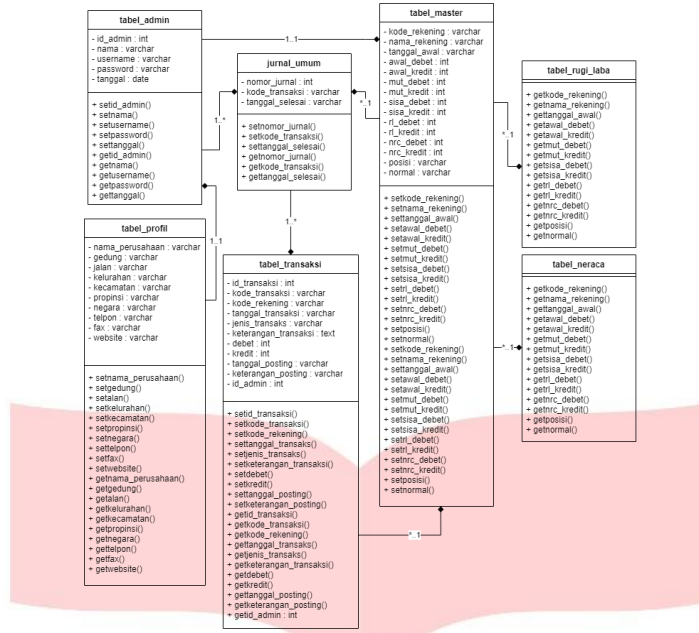 tabel_admin
- id_admin : int
- nama : varchar
- username : varchar
- password : varchar
- tanggal : date
+ setid_admin()
+ setnama()
+ setusername()
+ setpassword()
+ settanggal()
+ getid_admin()
+ getnama()
+ getusername()
+ getpassword()
+ gettanggal()
1..1
1..*
1..1
jurnal_umum
- nomor_jurnal : int
- kode_transaksi : varchar
- tanggal_selesai : varchar
+ setnomor_jurnal()
+ setkode_transaksi()
+ settanggal_selesai()
+ getnomor_jurnal()
+ getkode_transaksi()
+ gettanggal_selesai()
*..1
1..*
tabel_master
- kode_rekening : varchar
- nama_rekening : varchar
- tanggal_awal : varchar
- awal_debet : int
- awal_kredit : int
- mut_debet : int
- mut_kredit : int
- sisa_debet : int
- sisa_kredit : int
- rl_debet : int
- rl_kredit : int
- nrc_debet : int
- nrc_kredit : int
- posisi : varchar
- normal : varchar
+ setkode_rekening()
+ setnama_rekening()
+ settanggal_awal()
+ setawal_debet()
+ setawal_kredit()
+ setmut_debet()
+ setmut_kredit()
+ setsisa_debet()
+ setsisa_kredit()
+ setrl_debet()
+ setrl_kredit()
+ setnrc_debet()
+ setnrc_kredit()
+ setposisi()
+ setnormal()
+ setkode_rekening()
+ setnama_rekening()
+ settanggal_awal()
+ setawal_debet()
+ setawal_kredit()
+ setmut_debet()
+ setmut_kredit()
+ setsisa_debet()
+ setsisa_kredit()
+ setrl_debet()
+ setrl_kredit()
+ setnrc_debet()
+ setnrc_kredit()
+ setposisi()
+ setnormal()
*..1
*..1
*..1
tabel_rugi_laba
+ getkode_rekening()
+ getnama_rekening()
+ gettanggal_awal()
+ getawal_debet()
+ getawal_kredit()
+ getmut_debet()
+ getmut_kredit()
+ getsisa_debet()
+ getsisa_kredit()
+ getrl_debet()
+ getrl_kredit()
+ getnrc_debet()
+ getnrc_kredit()
+ getposisi()
+ getnormal()
tabel_neraca
+ getkode_rekening()
+ getnama_rekening()
+ gettanggal_awal()
+ getawal_debet()
+ getawal_kredit()
+ getmut_debet()
+ getmut_kredit()
+ getsisa_debet()
+ getsisa_kredit()
+ getrl_debet()
+ getrl_kredit()
+ getnrc_debet()
+ getnrc_kredit()
+ getposisi()
+ getnormal()
tabel_profil
- nama_perusahaan : varchar
- gedung : varchar
- jalan : varchar
- kelurahan : varchar
- kecamatan : varchar
- propinsi : varchar
- negara : varchar
- telpon : varchar
- fax : varchar
- website : varchar
+ setnama_perusahaan()
+ setgedung()
+ setalan()
+ setkelurahan()
+ setkecamatan()
+ setpropinsi()
+ setnegara()
+ settelpon()
+ setfax()
+ setwebsite()
+ getnama_perusahaan()
+ getgedung()
+ getalan()
+ getkelurahan()
+ getkecamatan()
+ getpropinsi()
+ getnegara()
+ gettelpon()
+ getfax()
+ getwebsite()
tabel_transaksi
- id_transaksi : int
- kode_transaksi : varchar
- kode_rekening : varchar
- tanggal_transaksi : varchar
- jenis_transaks : varchar
- keterangan_transaksi : text
- debet : int
- kredit : int
- tanggal_posting : varchar
- keterangan_posting : varchar
- id_admin : int
+ setid_transaksi()
+ setkode_transaksi()
+ setkode_rekening()
+ settanggal_transaks()
+ setjenis_transaks()
+ setketerangan_transaksi()
+ setdebet()
+ setkredit()
+ settanggal_posting()
+ setketerangan_posting()
+ getid_transaksi()
+ getkode_transaksi()
+ getkode_rekening()
+ gettanggal_transaks()
+ getjenis_transaks()
+ getketerangan_transaksi()
+ getdebet()
+ getkredit()
+ gettanggal_posting()
+ getketerangan_posting()
+ getid_admin : int